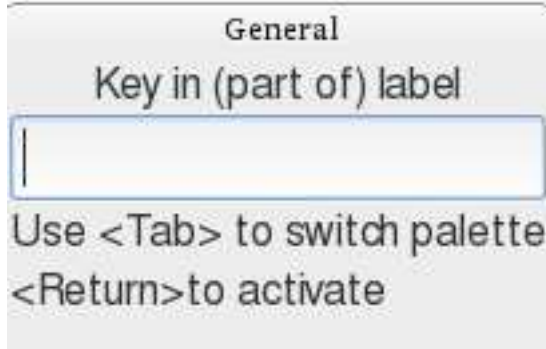 General
Key in (part of) label
Use <Tab> to switch palette
<Return>to activate